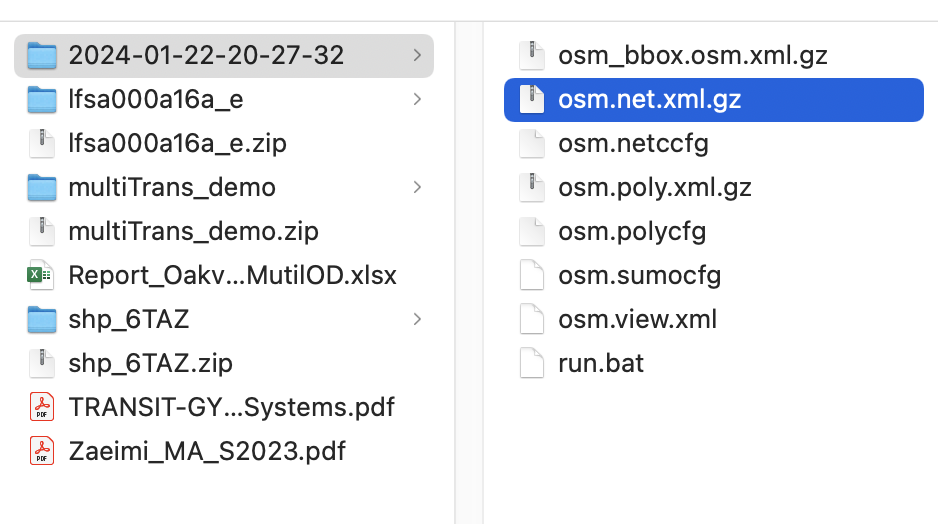 2024-01-22-20-27-32
lfsa000a16a_e
lfsa000a16a_e.zip
multiTrans_demo
multiTrans_demo.zip
Report_Oakv...MutilOD.xlsx
shp_6TAZ
shp_6TAZ.zip
TRANSIT-GY...Systems.pdf
Zaeimi_MA_S2023.pdf
osm_bbox.osm.xml.gz
osm.net.xml.gz
osm.netccfg
osm.poly.xml.gz
osm.polycfg
osm.sumocfg
osm.view.xml
run.bat